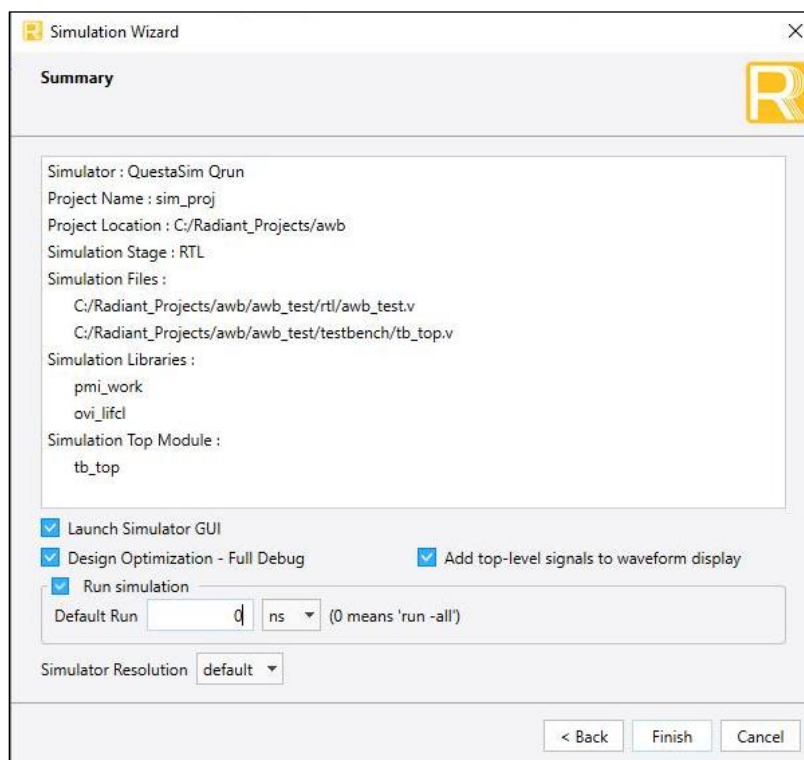 Simulation Wizard
Summary
Simulator : QuestaSim Qrun
Project Name : sim_proj
Project Location : C:/Radiant_Projects/awb
Simulation Stage : RTL
Simulation Files :
C:/Radiant_Projects/awb/awb_test/rtl/awb_test.v
C:/Radiant_Projects/awb/awb_test/testbench/tb_top.v
Simulation Libraries :
pmi_work
ovi_lifcl
Simulation Top Module :
tb_top
Launch Simulator GUI
Design Optimization - Full Debug Add top-level signals to waveform display
Run simulation
Default Run 0 ns (0 means 'run -all')
Simulator Resolution default
< Back Finish Cancel